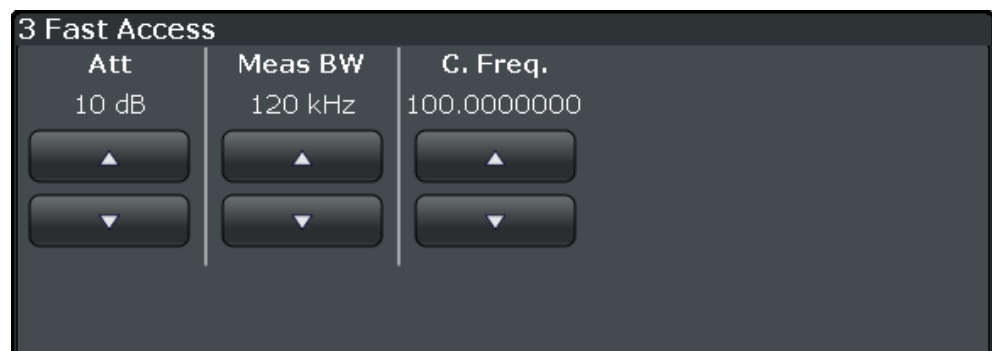 3 Fast Access
Att Meas BW C. Freq.
10 dB 120 kHz 100.0000000